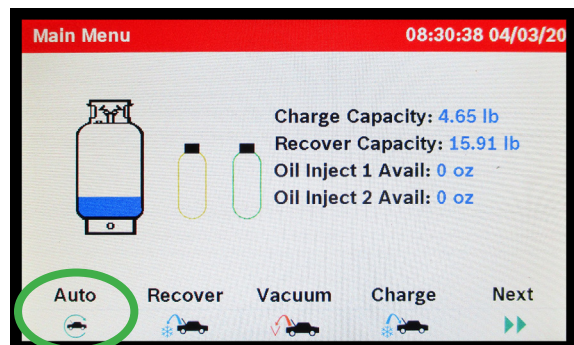 Main Menu 08:30:38 04/03/20
Charge Capacity: 4.65 lb
Recover Capacity: 15.91 lb
Oil Inject 1 Avail: 0 oz
Oil Inject 2 Avail: 0 oz
Auto Recover Vacuum Charge Next